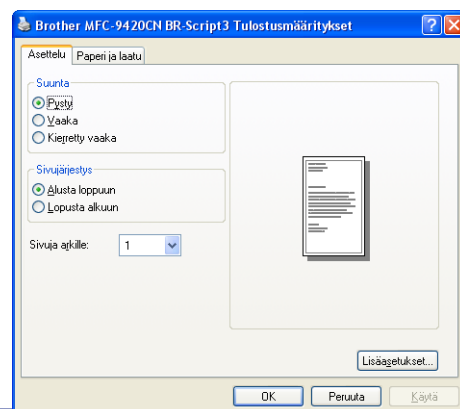 Brother MFC-9420CN BR-Script3 Tulostusmääritykset
Asettelu Paperi ja laatu
Suunta
Pysty
Vaaka
Kierretty vaaka
Sivujärjestys
Alusta loppuun
Lopusta alkuun
Sivuja arkille: 1
Lisäasetukset...
OK Peruuta Käytä